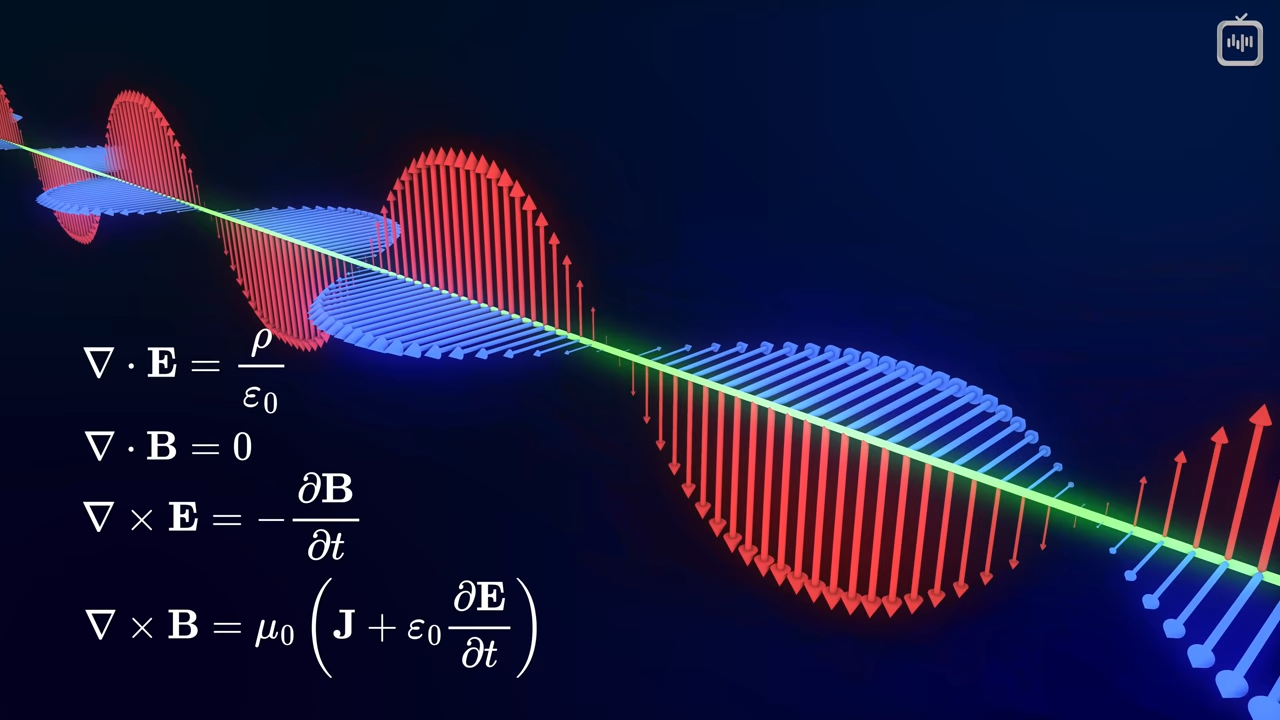 ∇ · E = ρ/ε₀
∇ · B = 0
∇ × E = −∂B/∂t
∇ × B = μ₀ (J + ε₀ ∂E/∂t)